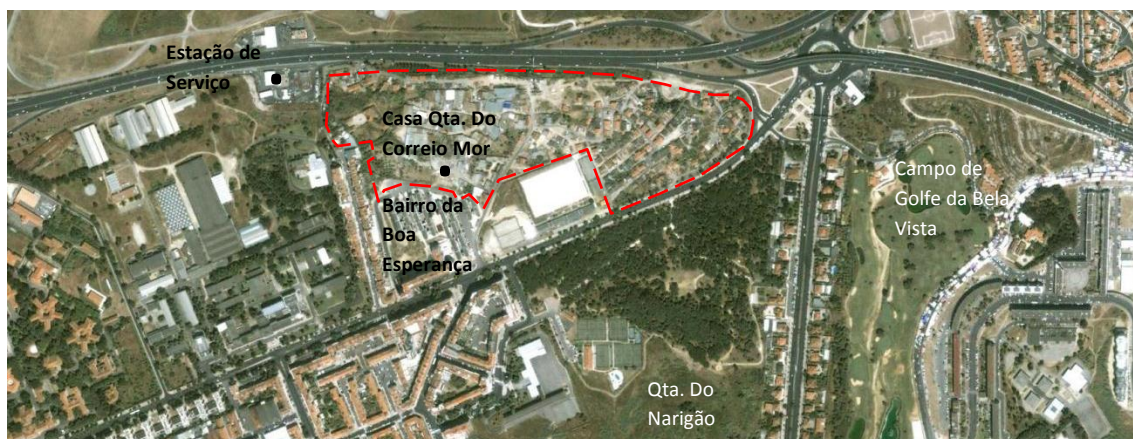 Estação de
Serviço
Casa Qta. Do
Correio Mor
Bairro da
Boa
Esperança
Campo de
Golfe da Bela
Vista
Qta. Do
Narigão